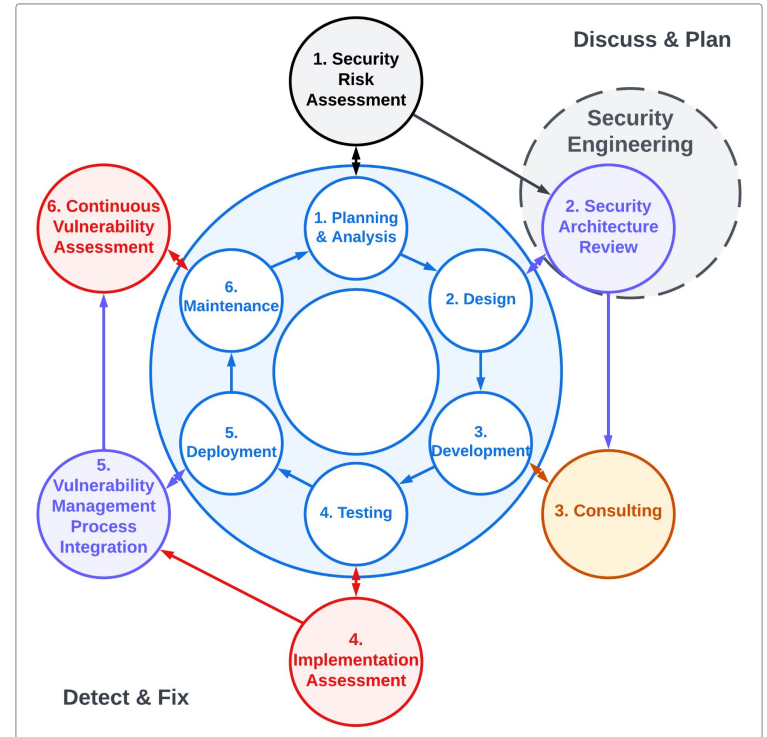 Discuss & Plan
1. Security
Risk
Assessment
Security
Engineering
2. Security
Architecture
Review
6. Continuous
Vulnerability
Assessment
1. Planning
& Analysis
6.
Maintenance
2. Design
5.
Deployment
3.
Development
4. Testing
5.
Vulnerability
Management
Process
Integration
3. Consulting
4.
Implementation
Assessment
Detect & Fix